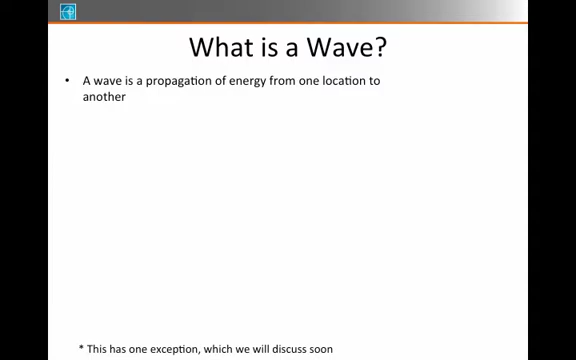 What is a Wave?
• A wave is a propagation of energy from one location to
another
* This has one exception, which we will discuss soon